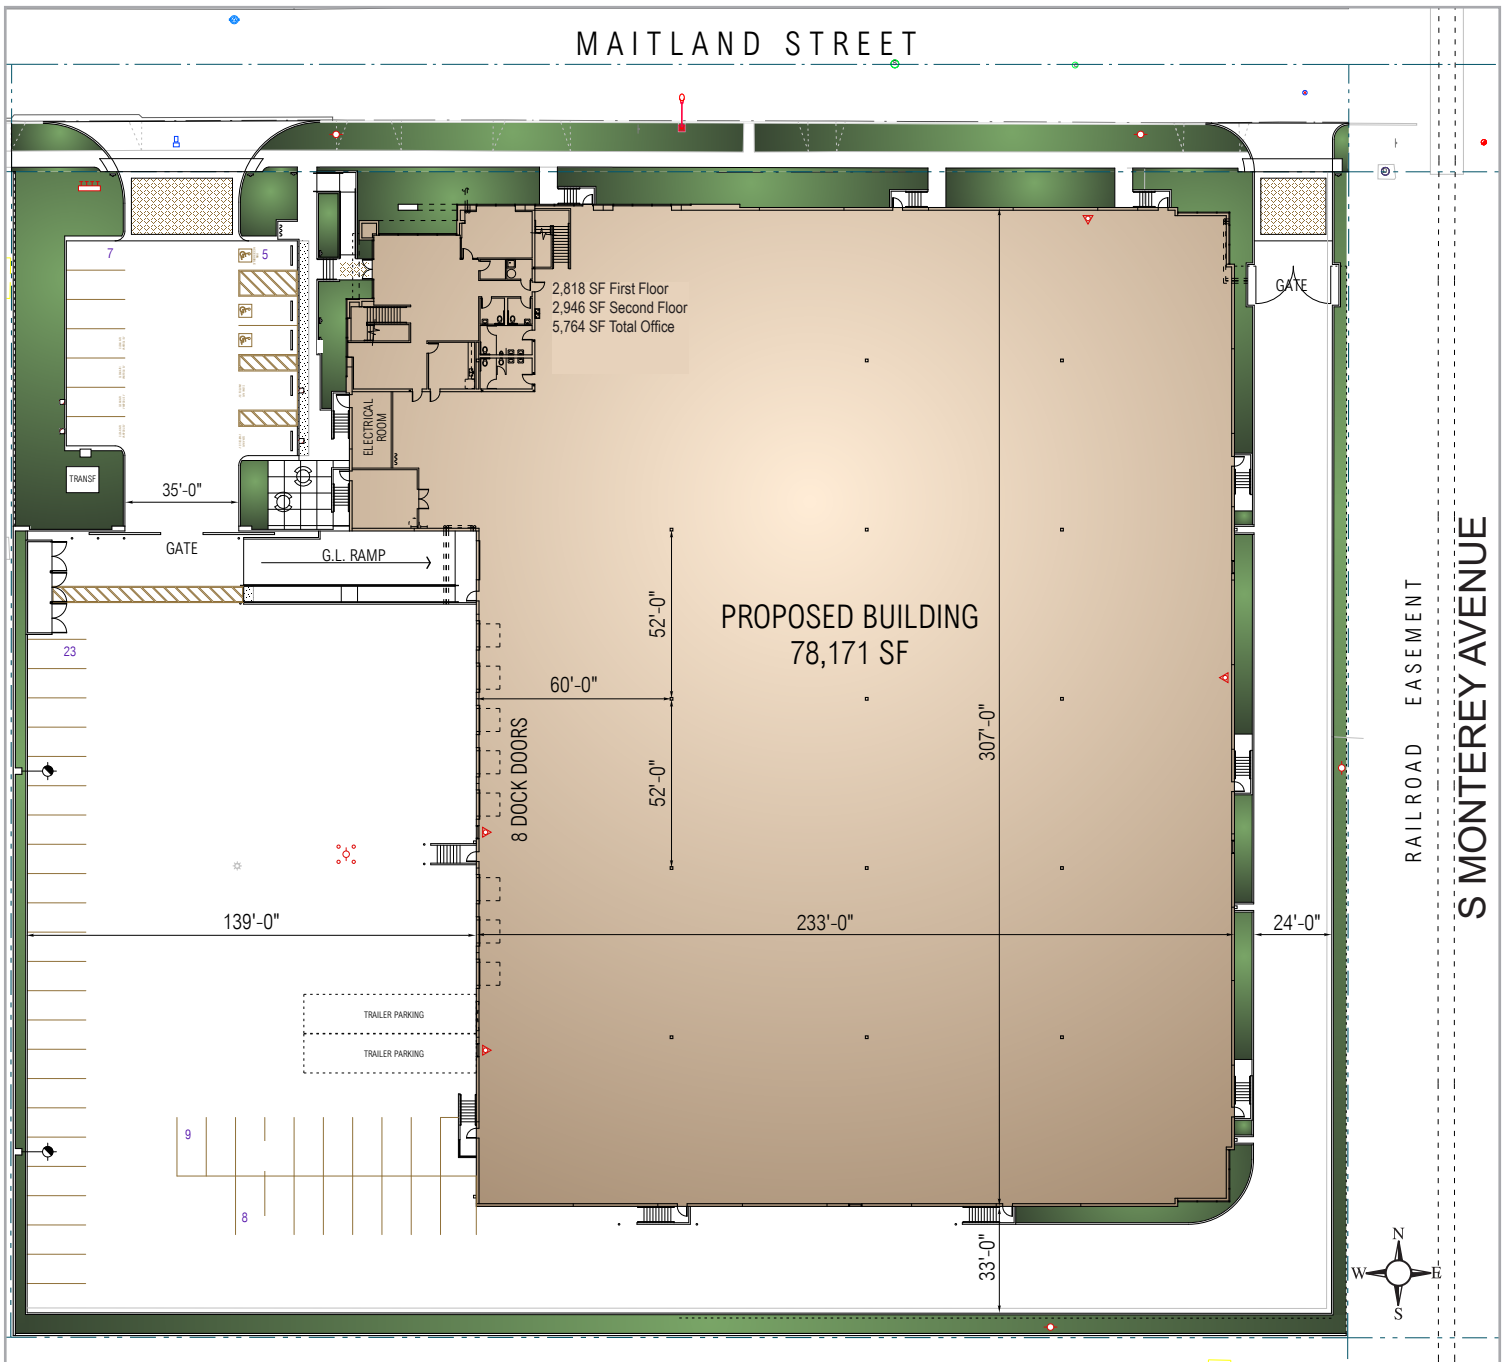 MAITLAND STREET
7
5
GATE
2,818 SF First Floor
2,946 SF Second Floor
5,764 SF Total Office
ELECTRICAL
ROOM
TRANSF
35'-0"
GATE
G.L. RAMP
52'-0"
PROPOSED BUILDING
78,171 SF
23
60'-0"
8 DOCK DOORS
52'-0"
307'-0"
RAILROAD EASEMENT
S MONTEREY AVENUE
139'-0"
233'-0"
24'-0"
TRAILER PARKING
TRAILER PARKING
9
8
33'-0"
N
W
E
S